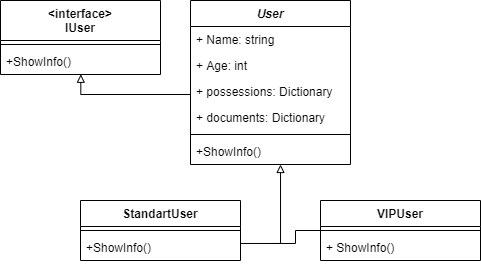 <interface>
IUser
+ShowInfo()
User
+ Name: string
+ Age: int
+ possessions: Dictionary
+ documents: Dictionary
+ShowInfo()
StandartUser
+ShowInfo()
VIPUser
+ ShowInfo()